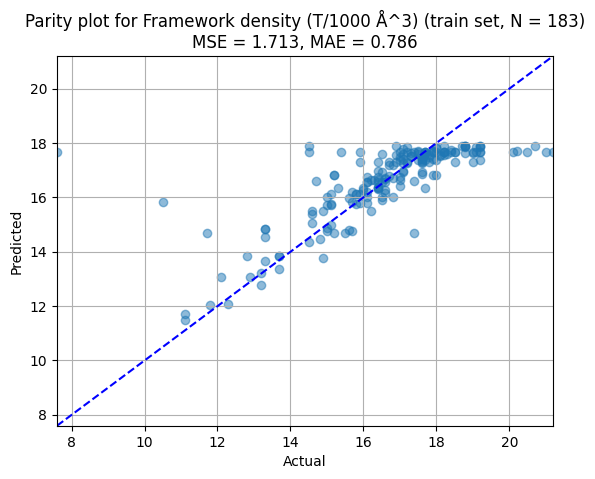 Parity plot for Framework density (T/1000 Å^3) (train set, N = 183)
MSE = 1.713, MAE = 0.786
20
18
16
14
12
10
8
Predicted
8 10 12 14 16 18 20
Actual